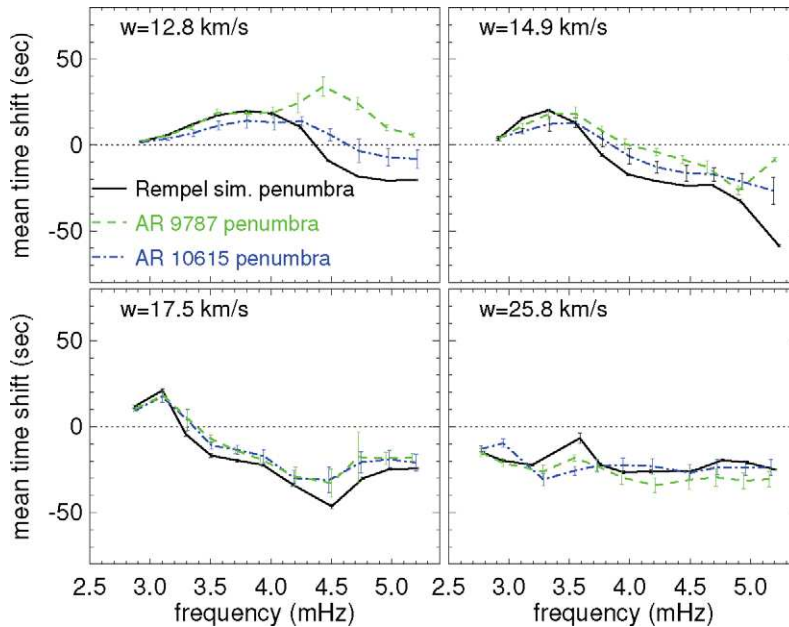 w=12.8 km/s
w=14.9 km/s
mean time shift (sec)
50
0
-50
Rempel sim. penumbra
AR 9787 penumbra
AR 10615 penumbra
w=17.5 km/s
w=25.8 km/s
mean time shift (sec)
50
0
-50
2.5 3.0 3.5 4.0 4.5 5.0
2.5 3.0 3.5 4.0 4.5 5.0
frequency (mHz)
frequency (mHz)